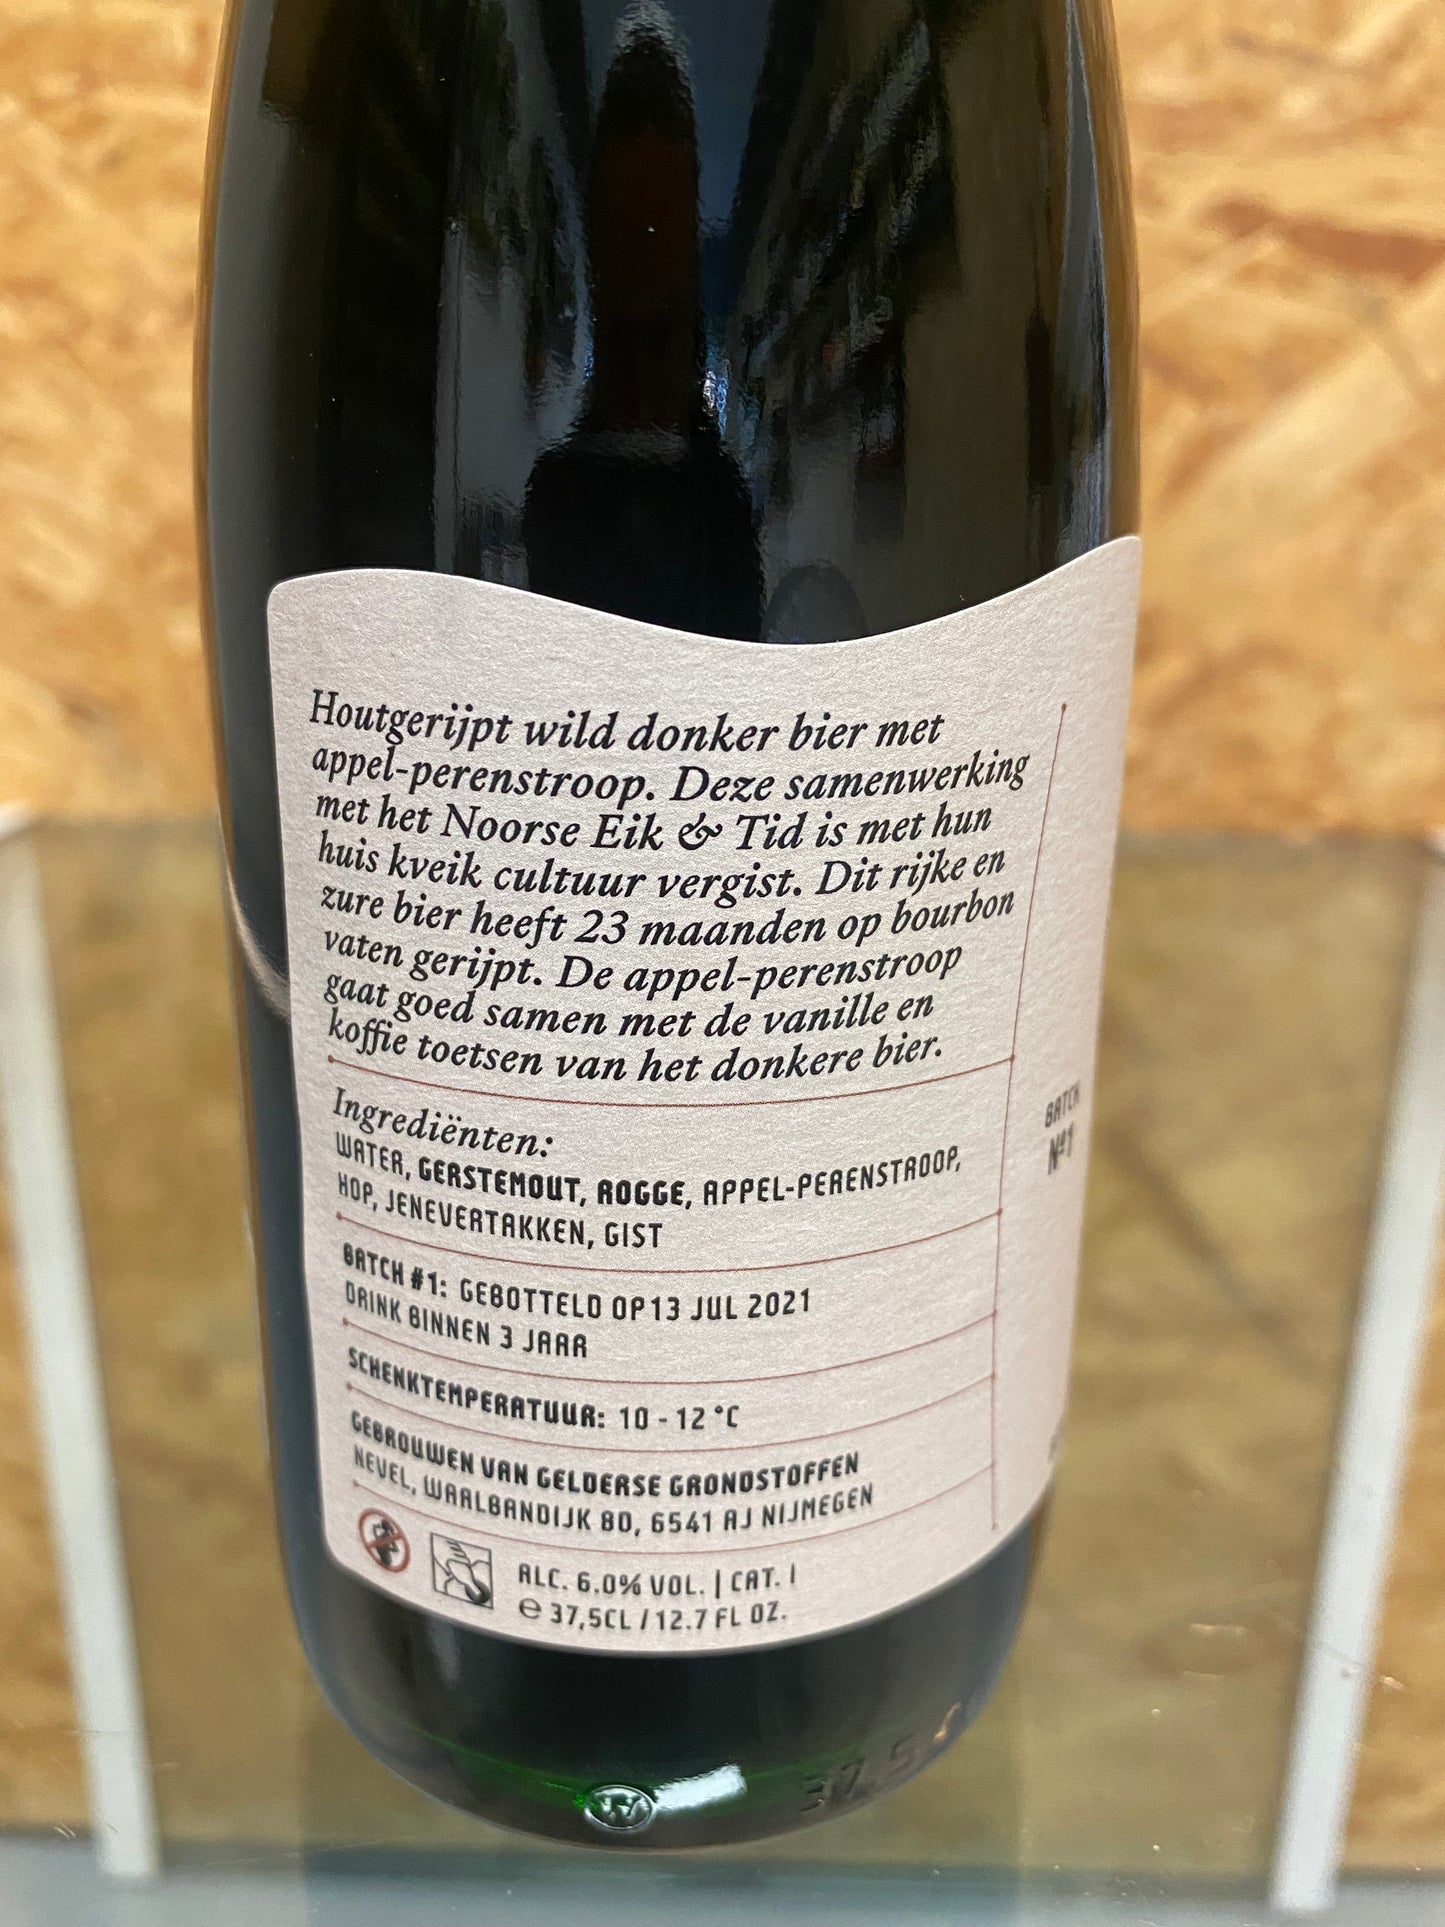 Houtgerijpt wild donker bier met
appel-perenstroop. Deze samenwerking
met het Noorse Eik & Tid is met hun
huis kveik cultuur vergist. Dit rijke en
zure bier heeft 23 maanden op bourbon
vaten gerijpt. De appel-perenstroop
gaat goed samen met de vanille en
koffie toetsen van het donkere bier.
Ingrediënten:
WATER, GERSTEMOUT, ROGGE, APPEL-PERENSTROOP,
HOP, JENEVERTAKKEN, GIST
BATCH #1: GEBOTTELD OP 13 JUL 2021
DRINK BINNEN 3 JAAR
SCHENKTEMPERATUUR: 10 - 12 °C
GEBROUWEN VAN GELDERSE GRONDSTOFFEN
NEVEL, WAALBANDIJK 80, 6541 AJ NIJMEGEN
ALC. 6.0% VOL. | CAT. I
℮ 37,5CL / 12.7 FL OZ.
BATCH
Nº1
37,5